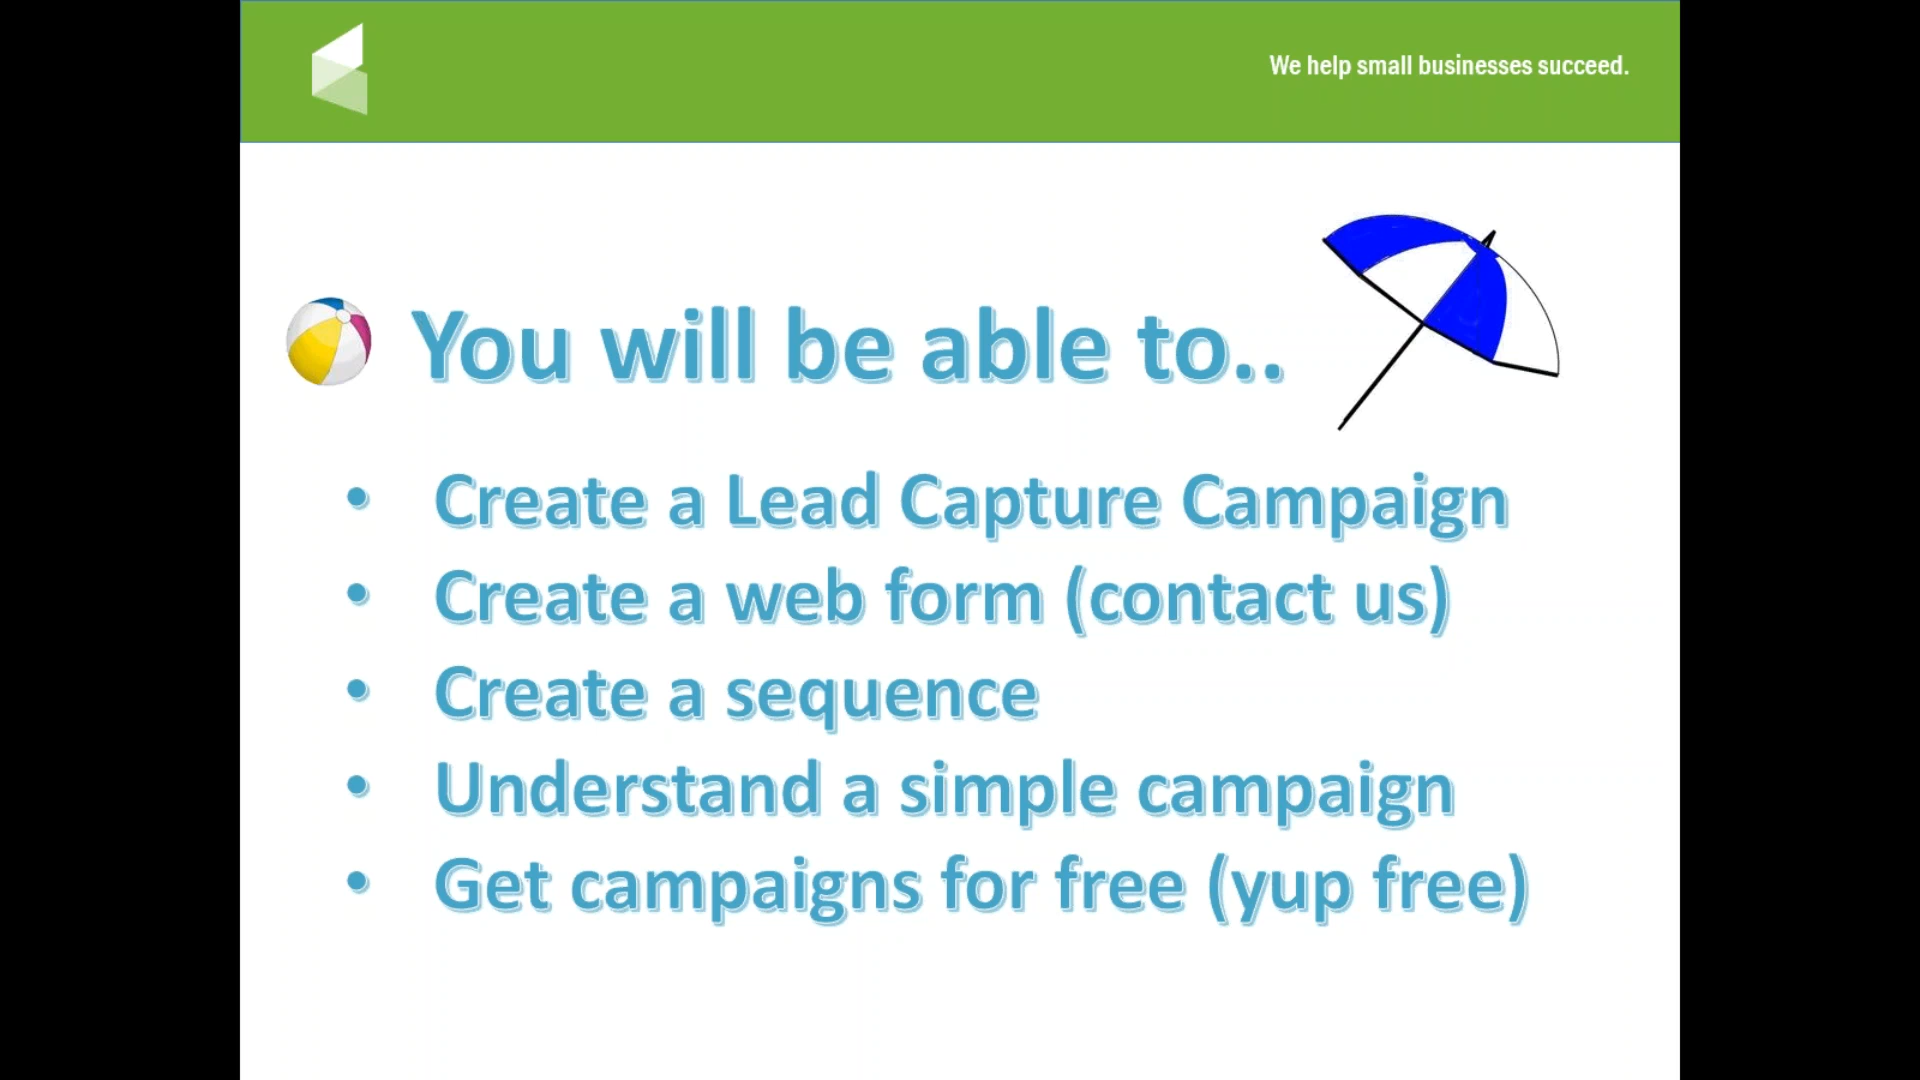 We help small businesses succeed.
You will be able to..
• Create a Lead Capture Campaign
• Create a web form (contact us)
• Create a sequence
• Understand a simple campaign
• Get campaigns for free (yup free)